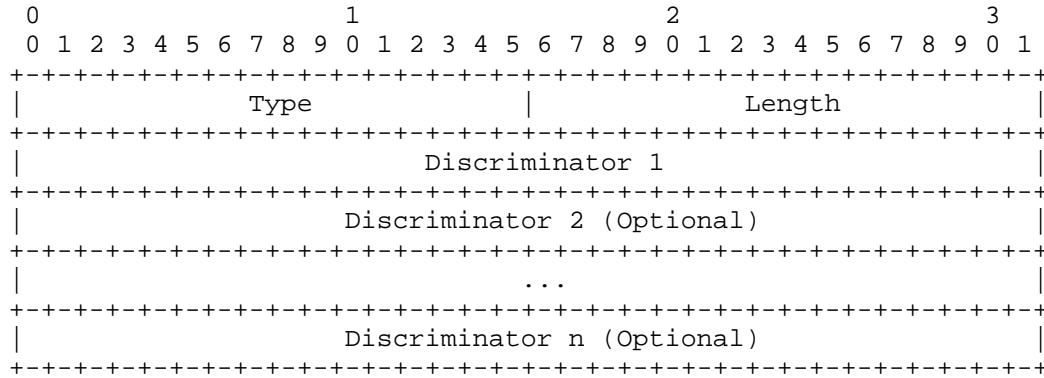 0                   1                   2                   3
 0 1 2 3 4 5 6 7 8 9 0 1 2 3 4 5 6 7 8 9 0 1 2 3 4 5 6 7 8 9 0 1
+-+-+-+-+-+-+-+-+-+-+-+-+-+-+-+-+-+-+-+-+-+-+-+-+-+-+-+-+-+-+-+-+
|              Type             |             Length            |
+-+-+-+-+-+-+-+-+-+-+-+-+-+-+-+-+-+-+-+-+-+-+-+-+-+-+-+-+-+-+-+-+
|                         Discriminator 1                       |
+-+-+-+-+-+-+-+-+-+-+-+-+-+-+-+-+-+-+-+-+-+-+-+-+-+-+-+-+-+-+-+-+
|                    Discriminator 2 (Optional)                 |
+-+-+-+-+-+-+-+-+-+-+-+-+-+-+-+-+-+-+-+-+-+-+-+-+-+-+-+-+-+-+-+-+
|                               ...                             |
+-+-+-+-+-+-+-+-+-+-+-+-+-+-+-+-+-+-+-+-+-+-+-+-+-+-+-+-+-+-+-+-+
|                    Discriminator n (Optional)                 |
+-+-+-+-+-+-+-+-+-+-+-+-+-+-+-+-+-+-+-+-+-+-+-+-+-+-+-+-+-+-+-+-+